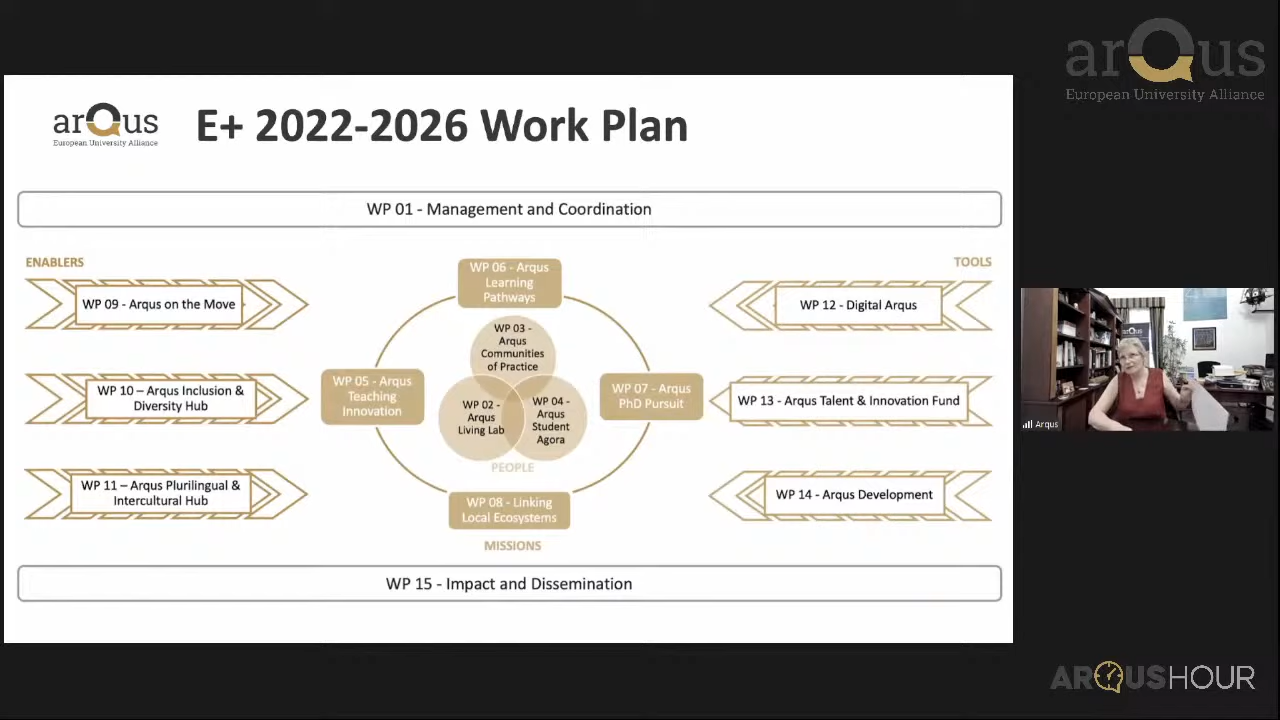 arQus
European University Alliance
arQus
European University Alliance
E+ 2022-2026 Work Plan
WP 01 - Management and Coordination
ENABLERS
TOOLS
WP 09 - Arqus on the Move
WP 10 – Arqus Inclusion &
Diversity Hub
WP 11 – Arqus Plurilingual &
Intercultural Hub
WP 06 - Arqus
Learning
Pathways
WP 03 -
Arqus
Communities
of Practice
WP 05 - Arqus
Teaching
Innovation
WP 02 -
Arqus
Living Lab
WP 04 -
Arqus
Student
Agora
WP 07 - Arqus
PhD Pursuit
PEOPLE
WP 08 - Linking
Local Ecosystems
MISSIONS
WP 12 - Digital Arqus
WP 13 - Arqus Talent & Innovation Fund
WP 14 - Arqus Development
WP 15 - Impact and Dissemination
Arqus
ARQUSHOUR